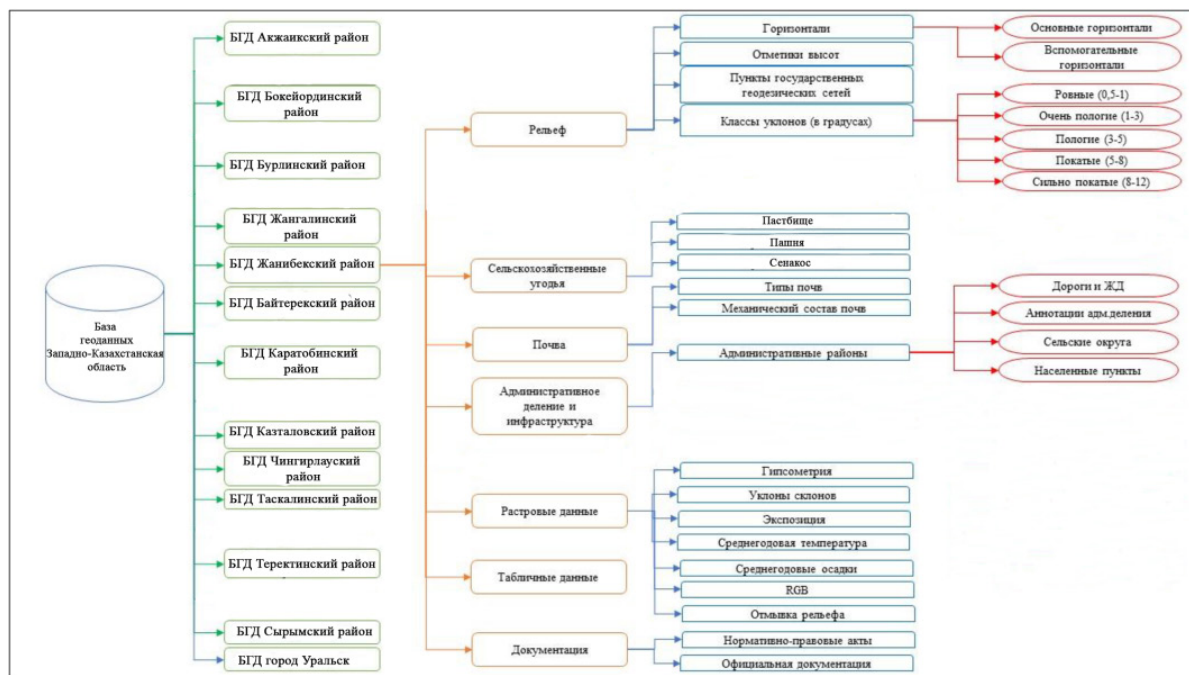 База
геоданных
Западно-Казахстанская
область
БГД Акжаикский район
БГД Бокейординский
район
БГД Бурлинский район
БГД Жангалинский
район
БГД Жанибекский район
БГД Байтерекский район
БГД Каратобинский
район
БГД Казталовский район
БГД Чингирлауский
район
БГД Таскалинский район
БГД Теректинский район
БГД Сырымский район
БГД город Уральск
Рельеф
Сельскохозяйственные
угодья
Почва
Административное
деление и
инфраструктура
Растровые данные
Табличные данные
Документация
Горизонтали
Отметики высот
Пункты государственных
геодезических сетей
Классы уклонов (в градусах)
Пастбище
Пашня
Сенакос
Типы почв
Механический состав почв
Административные районы
Гипсометрия
Уклоны склонов
Экспозиция
Среднегодовая температура
Среднегодовые осадки
RGB
Отмывка рельефа
Нормативно-правовые акты
Официальная документация
Основные горизонтали
Вспомогательные
горизонтали
Ровные (0,5-1)
Очень пологие (1-3)
Пологие (3-5)
Покатые (5-8)
Сильно покатые (8-12)
Дороги и ЖД
Аннотации адм.деления
Сельские округа
Населенные пункты